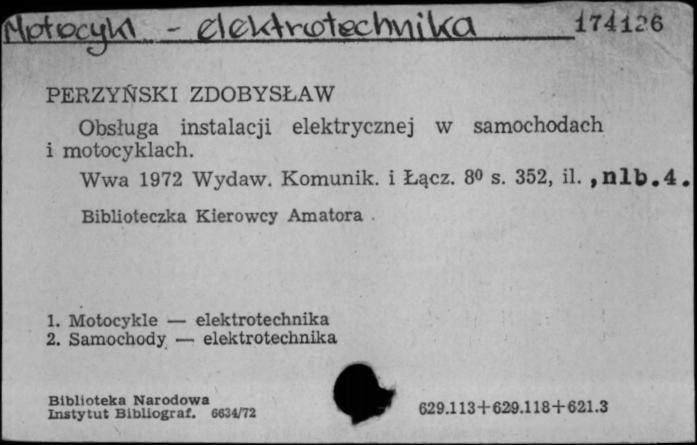 Motocykl - elektrotechnika 174126
PERZYŃSKI ZDOBYSŁAW
Obsługa instalacji elektrycznej w samochodach
i motocyklach.
Wwa 1972 Wydaw. Komunik. i Łącz. 8⁰ s. 352, il. , nlb.4.
Biblioteczka Kierowcy Amatora .
1. Motocykle — elektrotechnika
2. Samochody — elektrotechnika
Biblioteka Narodowa
Instytut Bibliograf. 6634/72
629.113+629.118+621.3